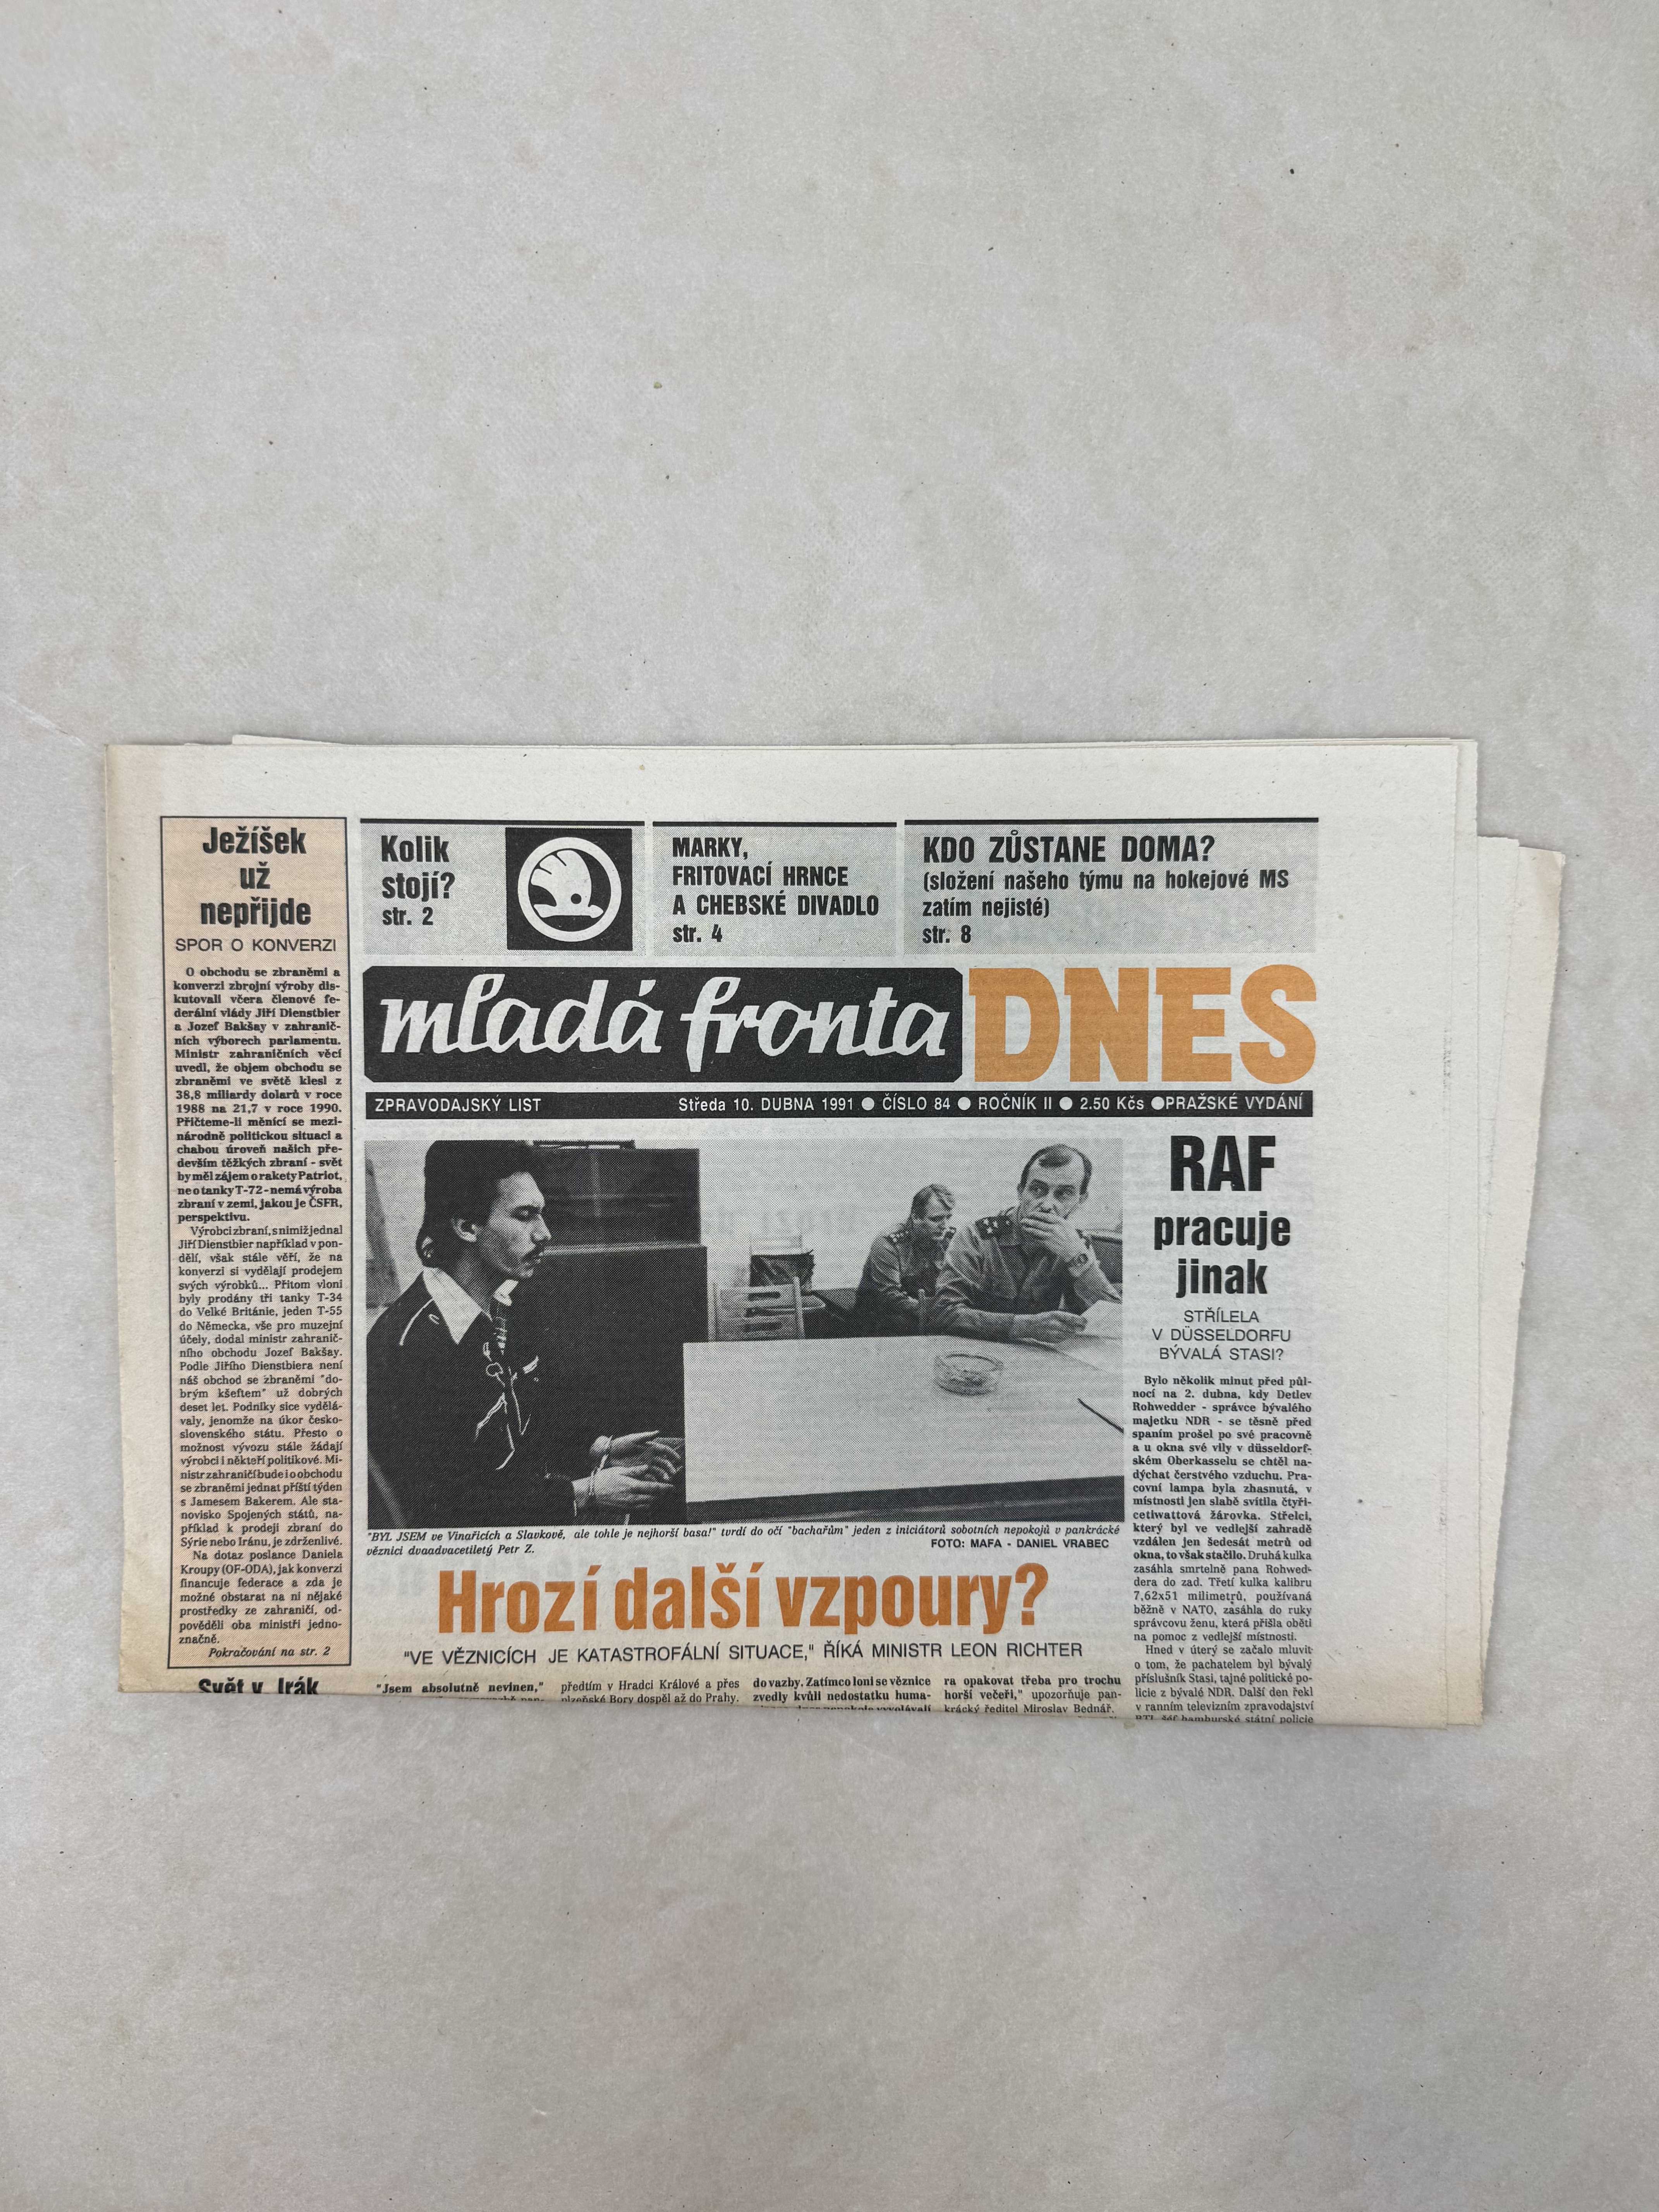 Ježíšek
už
nepřijde
SPOR O KONVERZI
O obchodu se zbraněmi a
konverzi zbrojní výroby dis-
kutovali včera členové fe-
derální vlády Jiří Dienstbier
a Jozef Bakšay v zahranič-
ních výborech parlamentu.
Ministr zahraničních věcí
uvedl, že objem obchodu se
zbraněmi ve světě klesl z
38,8 miliardy dolarů v roce
1988 na 21,7 v roce 1990.
Přičteme-li měnící se mezi-
národně politickou situaci a
chabou úroveň našich pře-
devším těžkých zbraní - svět
by měl zájem o rakety Patriot,
ne o tanky T-72 - nemá výroba
zbraní v zemi, jakou je ČSFR,
perspektivu.
Výrobci zbraní, s nimiž jednal
Jiří Dienstbier například v pon-
dělí, však stále věří, že na
konverzi si vydělají prodejem
svých výrobků... Přitom vloni
byly prodány tři tanky T-34
do Velké Británie, jeden T-55
do Německa, vše pro muzejní
účely, dodal ministr zahranič-
ního obchodu Jozef Bakšay.
Podle Jiřího Dienstbiera není
náš obchod se zbraněmi "do-
brým kšeftem" už dobrých
deset let. Podniky sice vydělá-
valy, jenomže na úkor česko-
slovenského státu. Přesto o
možnost vývozu stále žádají
výrobci i někteří politikové. Mi-
nistr zahraničí bude i o obchodu
se zbraněmi jednat příští týden
s Jamesem Bakerem. Ale sta-
novisko Spojených států, na-
příklad k prodeji zbraní do
Sýrie nebo Iránu, je zdrženlivé.
Na dotaz poslance Daniela
Kroupy (OF-ODA), jak konverzi
financuje federace a zda je
možné obstarat na ni nějaké
prostředky ze zahraničí, od-
pověděli oba ministři jedno-
značně.
Pokračování na str. 2
Svět v Irák
Kolik
stojí?
str. 2
MARKY,
FRITOVACÍ HRNCE
A CHEBSKÉ DIVADLO
str. 4
KDO ZŮSTANE DOMA?
(složení našeho týmu na hokejové MS
zatím nejisté)
str. 8
mladá fronta DNES
ZPRAVODAJSKÝ LIST Středa 10. DUBNA 1991 ● ČÍSLO 84 ● ROČNÍK II ● 2.50 Kčs ●PRAŽSKÉ VYDÁNÍ
"BYL JSEM ve Vinařicích a Slavkově, ale tohle je nejhorší basa!" tvrdí do očí "bachařům" jeden z iniciátorů sobotních nepokojů v pankrácké
věznici dvaadvacetiletý Petr Z.
FOTO: MAFA - DANIEL VRABEC
Hrozí další vzpoury?
"VE VĚZNICÍCH JE KATASTROFÁLNÍ SITUACE," ŘÍKÁ MINISTR LEON RICHTER
"Jsem absolutně nevinen,"
předtím v Hradci Králové a přes
plzeňské Bory dospěl až do Prahy.
do vazby. Zatímco loni se věznice
zvedly kvůli nedostatku huma-
ra opakovat třeba pro trochu
horší večeři," upozorňuje pan-
krácký ředitel Miroslav Bednář.
RAF
pracuje
jinak
STŘÍLELA
V DÜSSELDORFU
BÝVALÁ STASI?
Bylo několik minut před půl-
nocí na 2. dubna, kdy Detlev
Rohwedder - správce bývalého
majetku NDR - se těsně před
spaním prošel po své pracovně
a u okna své vily v düsseldorf-
ském Oberkasselu se chtěl na-
dýchat čerstvého vzduchu. Pra-
covní lampa byla zhasnutá, v
místnosti jen slabě svítila čtyři-
cetiwattová žárovka. Střelci,
který byl ve vedlejší zahradě
vzdálen jen šedesát metrů od
okna, to však stačilo. Druhá kulka
zasáhla smrtelně pana Rohwed-
dera do zad. Třetí kulka kalibru
7,62x51 milimetrů, používaná
běžně v NATO, zasáhla do ruky
správcovu ženu, která přišla oběti
na pomoc z vedlejší místnosti.
Hned v úterý se začalo mluvit
o tom, že pachatelem byl bývalý
příslušník Stasi, tajné politické po-
licie z bývalé NDR. Další den řekl
v ranním televizním zpravodajství
RTL šéf hamburské státní policie